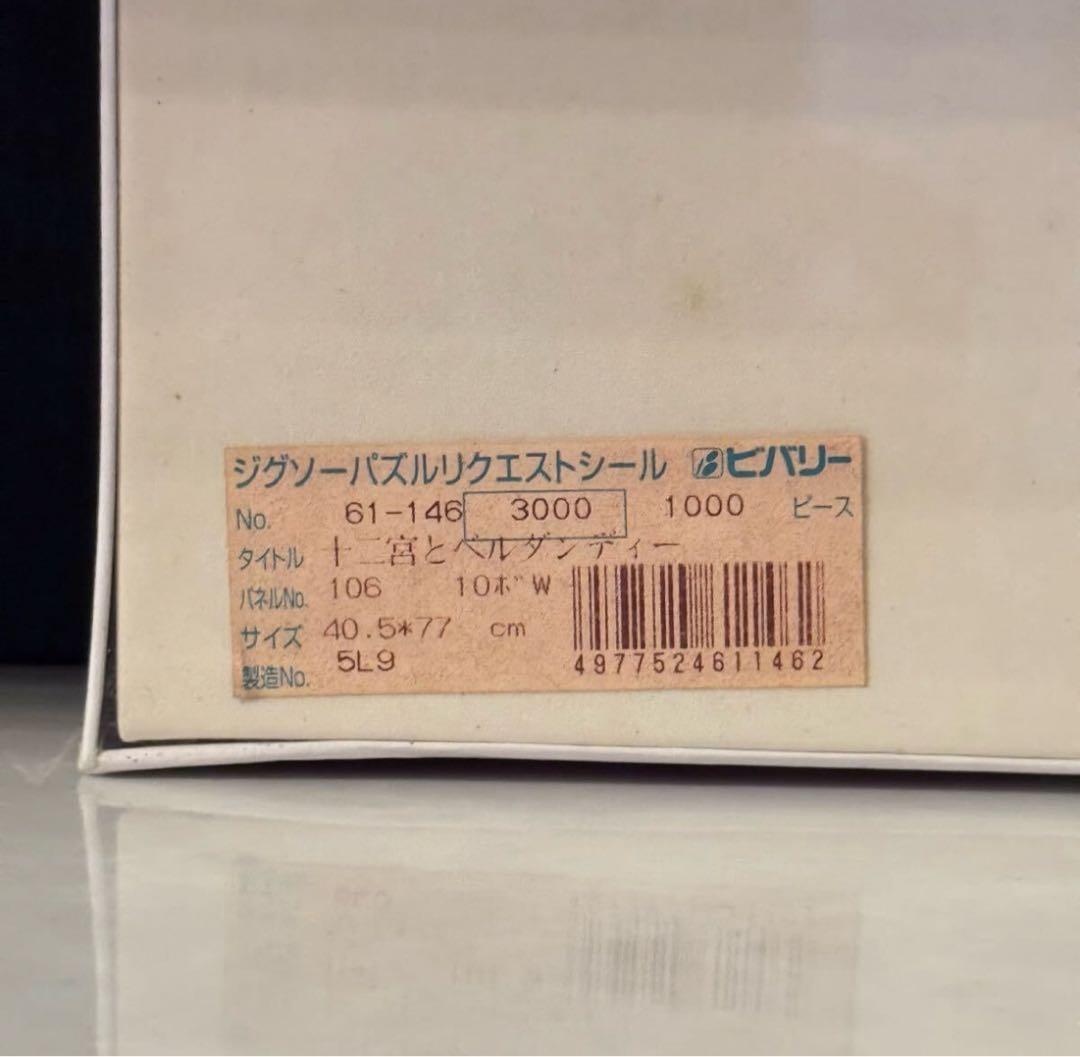 ジグソーパズルリクエストシール ビバリー
No. 61-146 3000 1000 ピース
タイトル 十二宮とベルダンディー
パネルNo. 106 10ボW
サイズ 40.5*77 cm
製造No. 5L9
4977524611462